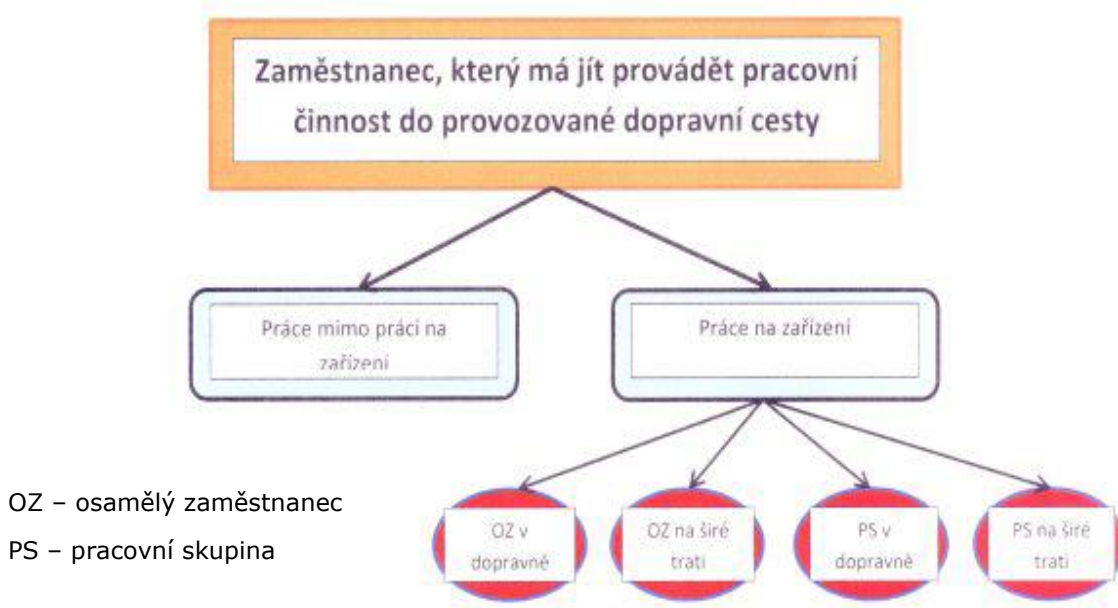 Zaměstnanec, který má jít provádět pracovní
činnost do provozované dopravní cesty
Práce mimo práci na
zařízení
Práce na zařízení
OZ – osamělý zaměstnanec
PS – pracovní skupina
OZ v
dopravně
OZ na širé
trati
PS v
dopravně
PS na širé
trati